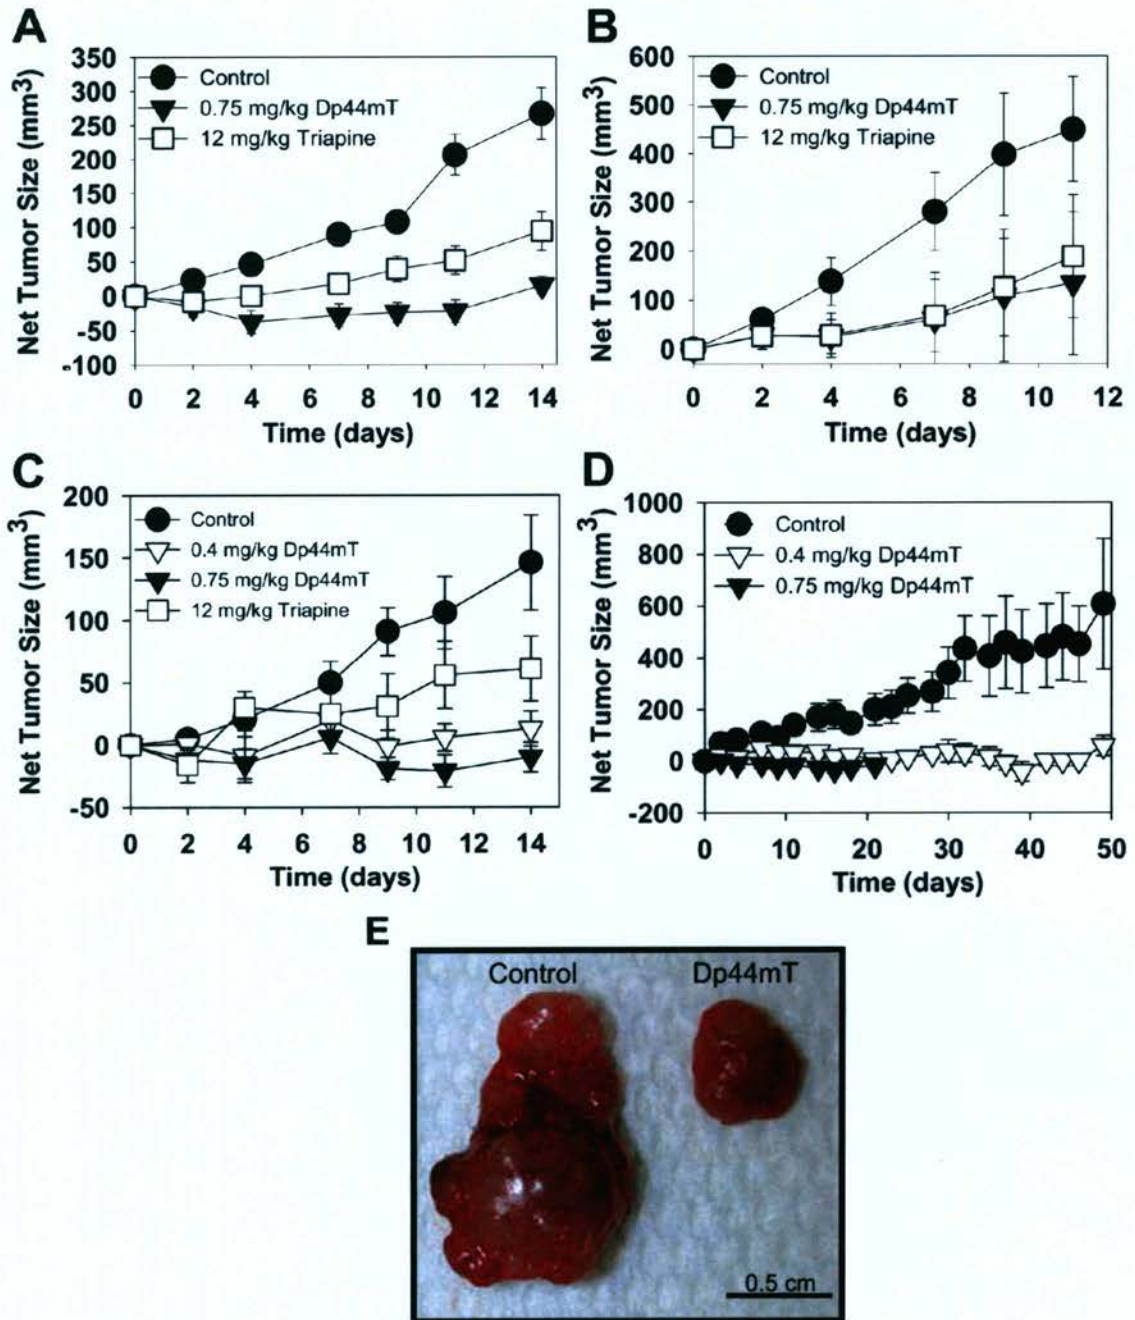 A
Net Tumor Size (mm3)
350
300
250
200
150
100
50
0
-50
-100
Control
0.75 mg/kg Dp44mT
12 mg/kg Triapine
0 2 4 6 8 10 12 14
Time (days)
B
Net Tumor Size (mm3)
600
500
400
300
200
100
0
Control
0.75 mg/kg Dp44mT
12 mg/kg Triapine
0 2 4 6 8 10 12
Time (days)
C
Net Tumor Size (mm3)
200
150
100
50
0
-50
Control
0.4 mg/kg Dp44mT
0.75 mg/kg Dp44mT
12 mg/kg Triapine
0 2 4 6 8 10 12 14
Time (days)
D
Net Tumor Size (mm3)
1000
800
600
400
200
0
-200
Control
0.4 mg/kg Dp44mT
0.75 mg/kg Dp44mT
0 10 20 30 40 50
Time (days)
E
Control Dp44mT
0.5 cm